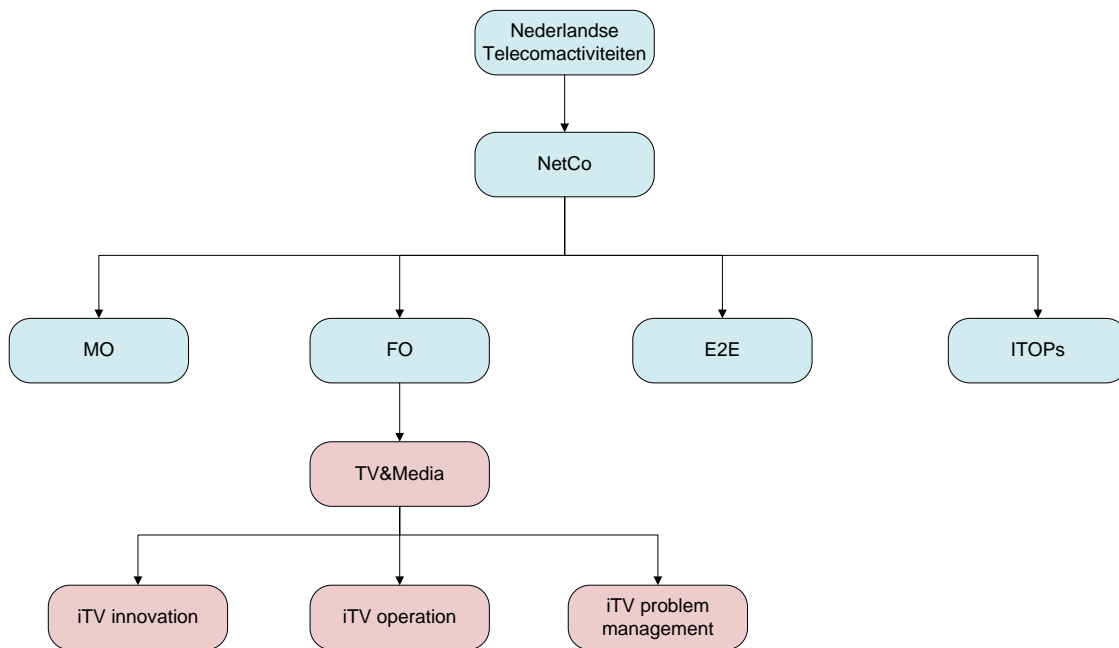 Nederlandse
Telecomactiviteiten
NetCo
MO
FO
E2E
ITOPs
TV&Media
iTV innovation
iTV operation
iTV problem
management